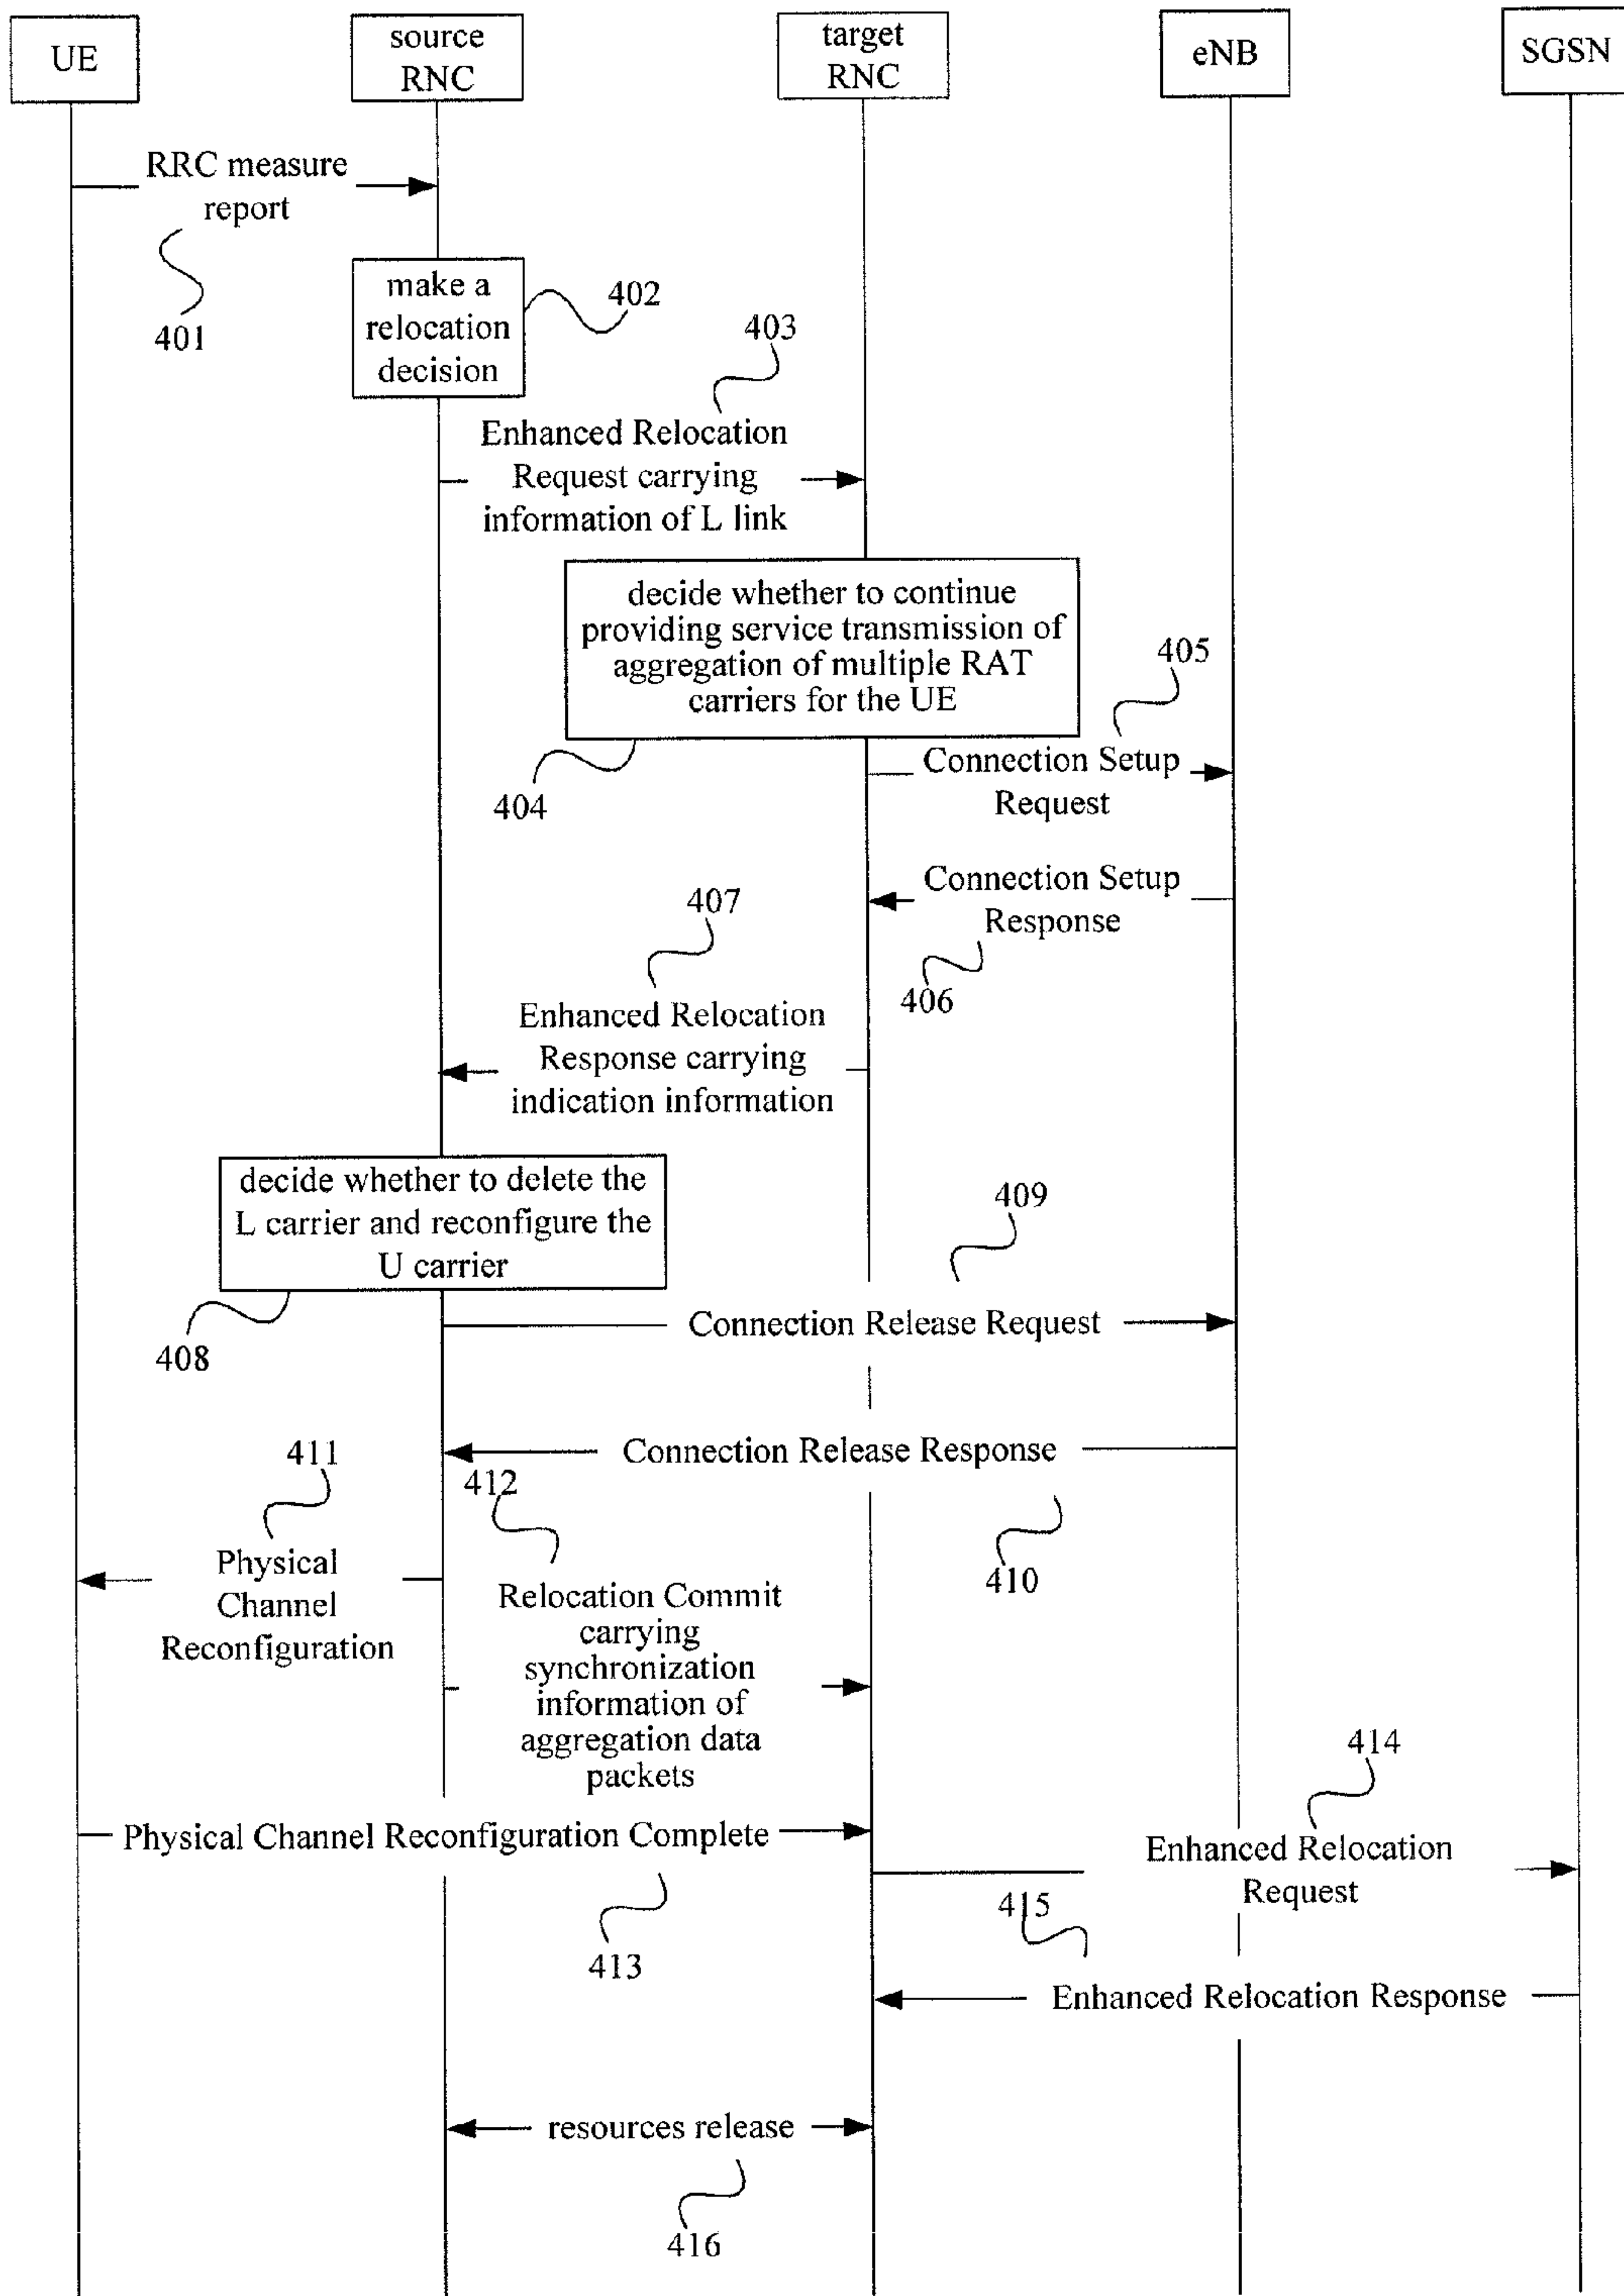 UE
source
RNC
target
RNC
eNB
SGSN
RRC measure
report
401
make a
relocation
decision
402
403
Enhanced Relocation
Request carrying
information of L link
decide whether to continue
providing service transmission of
aggregation of multiple RAT
carriers for the UE
404
405
Connection Setup
Request
Connection Setup
Response
406
407
Enhanced Relocation
Response carrying
indication information
decide whether to delete the
L carrier and reconfigure the
U carrier
408
409
Connection Release Request
Connection Release Response
410
411
Physical
Channel
Reconfiguration
412
Relocation Commit
carrying
synchronization
information of
aggregation data
packets
Physical Channel Reconfiguration Complete
413
414
Enhanced Relocation
Request
415
Enhanced Relocation Response
resources release
416